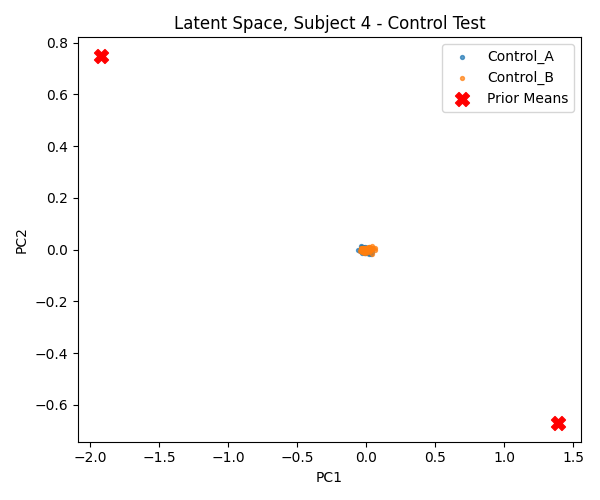 Latent Space, Subject 4 - Control Test
Control_A
Control_B
Prior Means
0.8
0.6
0.4
0.2
0.0
−0.2
−0.4
−0.6
PC2
−2.0 −1.5 −1.0 −0.5 0.0 0.5 1.0 1.5
PC1